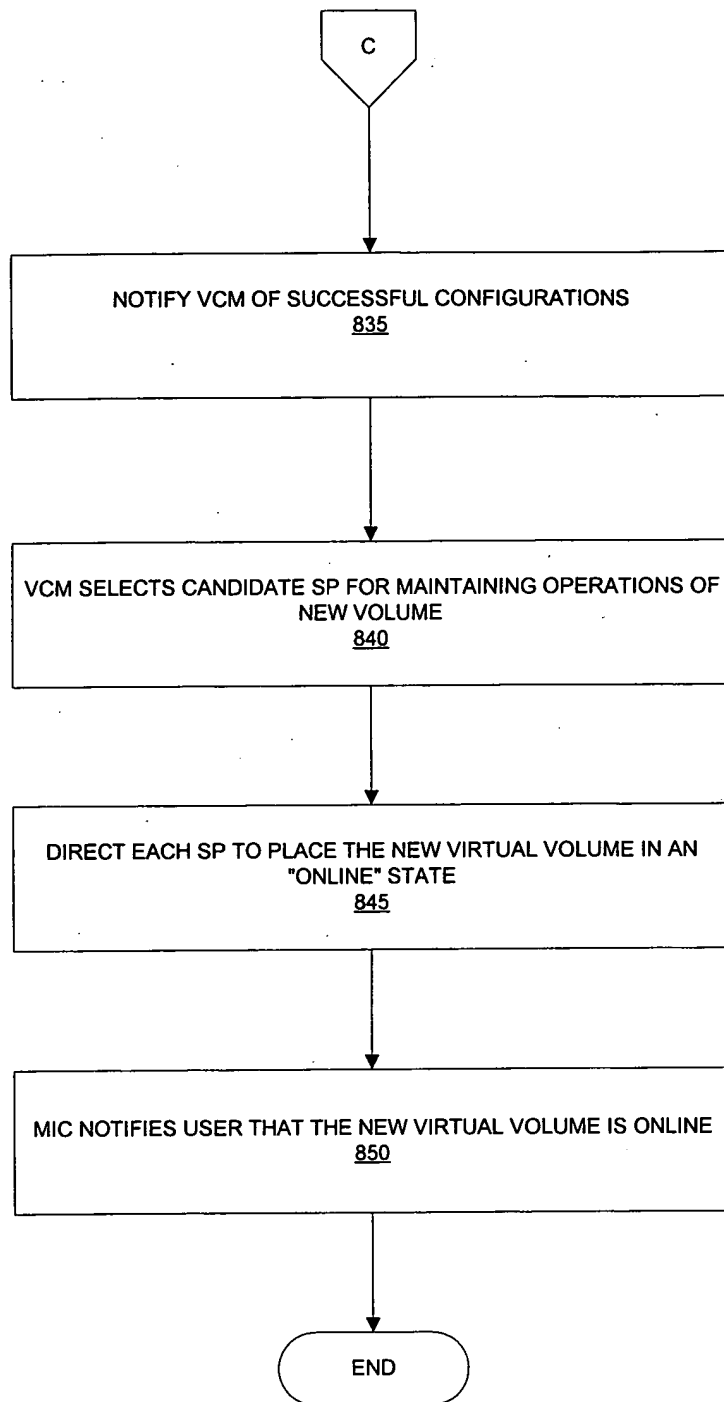 C
NOTIFY VCM OF SUCCESSFUL CONFIGURATIONS
835
VCM SELECTS CANDIDATE SP FOR MAINTAINING OPERATIONS OF
NEW VOLUME
840
DIRECT EACH SP TO PLACE THE NEW VIRTUAL VOLUME IN AN
"ONLINE" STATE
845
MIC NOTIFIES USER THAT THE NEW VIRTUAL VOLUME IS ONLINE
850
END